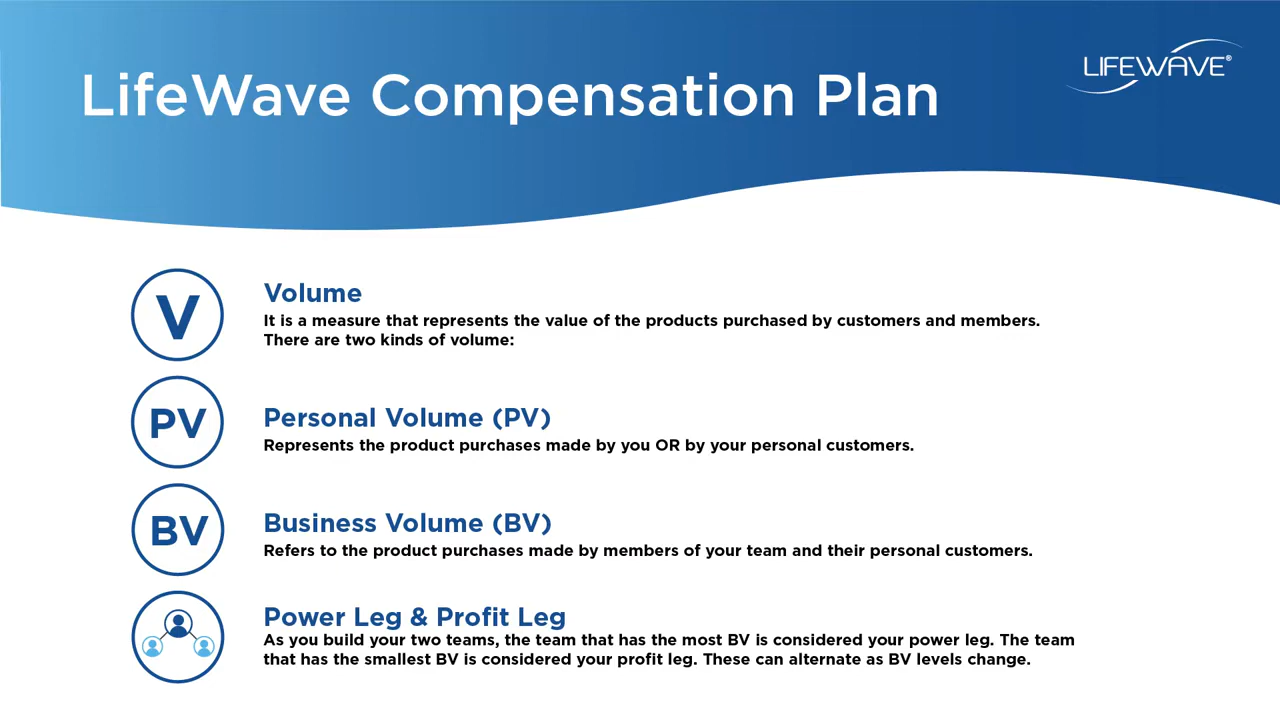 LifeWave Compensation Plan
LIFEWAVE®
V
Volume
It is a measure that represents the value of the products purchased by customers and members.
There are two kinds of volume:
PV
Personal Volume (PV)
Represents the product purchases made by you OR by your personal customers.
BV
Business Volume (BV)
Refers to the product purchases made by members of your team and their personal customers.
Power Leg & Profit Leg
As you build your two teams, the team that has the most BV is considered your power leg. The team
that has the smallest BV is considered your profit leg. These can alternate as BV levels change.